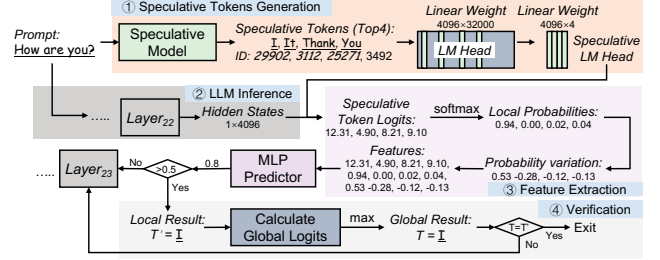 ① Speculative Tokens Generation
Prompt:
How are you?
Speculative
Model
Speculative Tokens (Top4):
I, It, Thank, You
ID: 29902, 3112, 25271, 3492
Linear Weight
4096×32000
LM Head
Linear Weight
4096×4
Speculative
LM Head
② LLM Inference
.....
Layer22
Hidden States
1×4096
Speculative
Token Logits:
12.31, 4.90, 8.21, 9.10
softmax
Local Probabilities:
0.94, 0.00, 0.02, 0.04
Probability variation:
0.53 -0.28, -0.12, -0.13
③ Feature Extraction
Features:
12.31, 4.90, 8.21, 9.10,
0.94, 0.00, 0.02, 0.04,
0.53 -0.28, -0.12, -0.13
MLP
Predictor
0.8
>0.5
No
Yes
.....
Layer23
④ Verification
Local Result:
T' = I
Calculate
Global Logits
max
Global Result:
T = I
T=T'
Yes
Exit
No